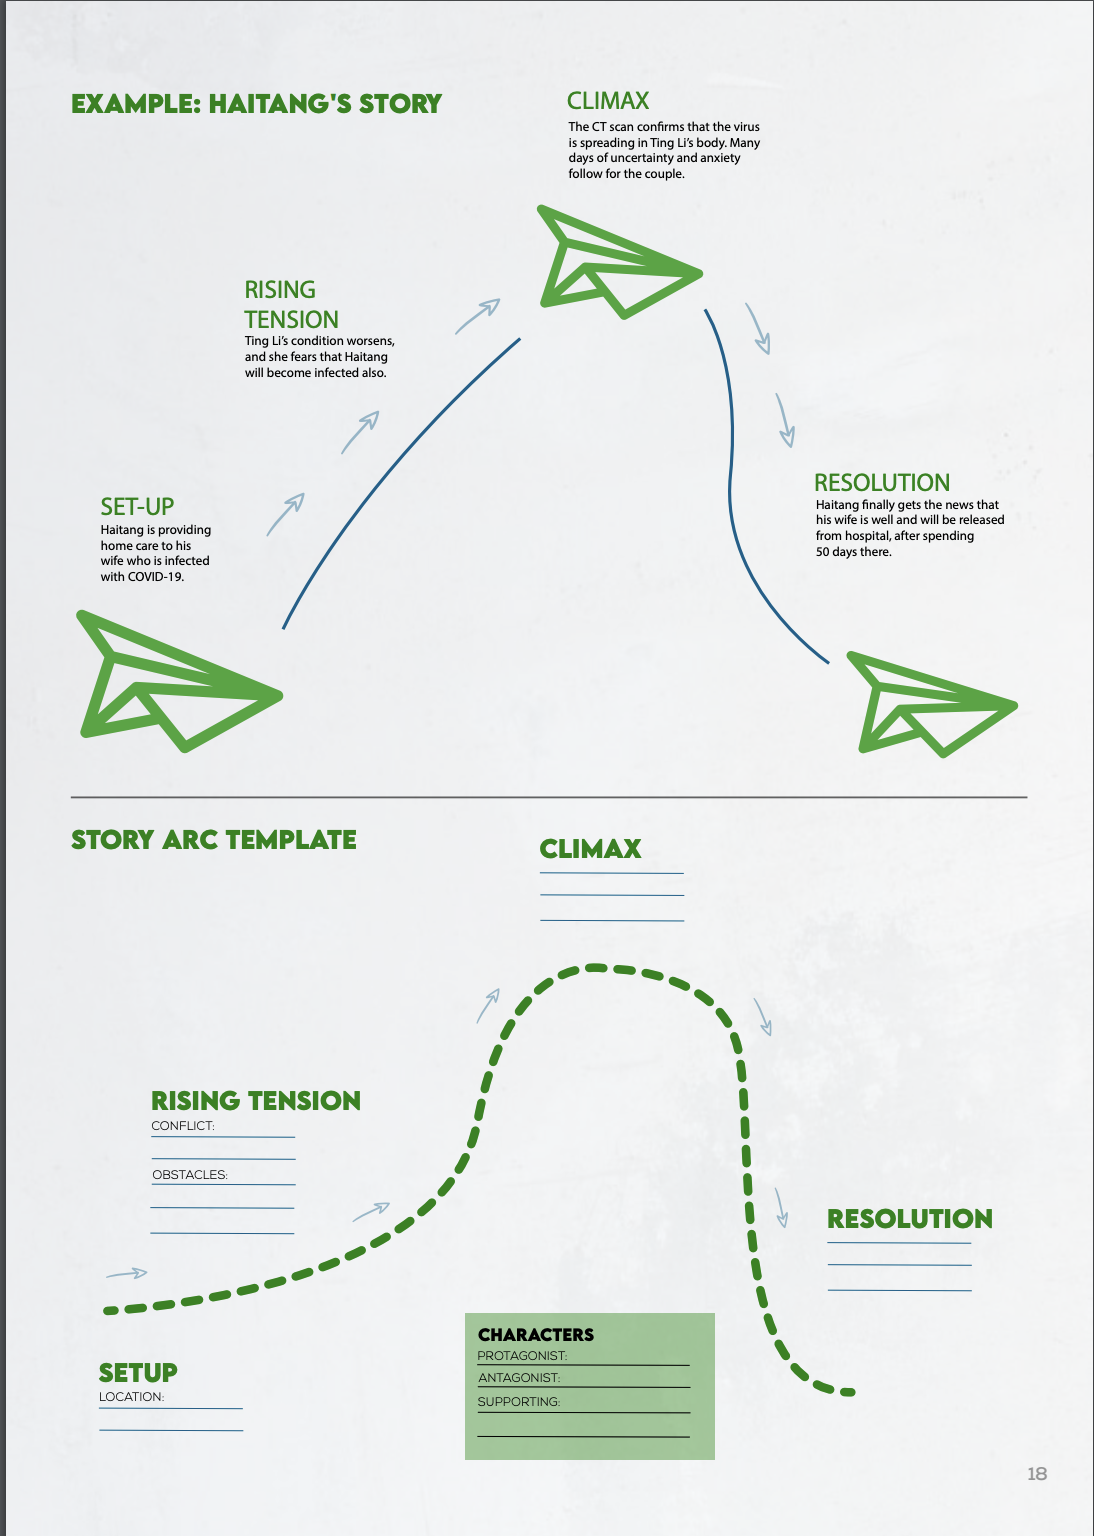 EXAMPLE: HAITANG'S STORY
CLIMAX
The CT scan confirms that the virus
is spreading in Ting Li's body. Many
days of uncertainty and anxiety
follow for the couple.
RISING
TENSION
Ting Li's condition worsens,
and she fears that Haitang
will become infected also.
SET-UP
Haitang is providing
home care to his
wife who is infected
with COVID-19.
RESOLUTION
Haitang finally gets the news that
his wife is well and will be released
from hospital, after spending
50 days there.
STORY ARC TEMPLATE
CLIMAX
RISING TENSION
CONFLICT:
OBSTACLES:
RESOLUTION
SETUP
LOCATION:
CHARACTERS
PROTAGONIST:
ANTAGONIST:
SUPPORTING:
18